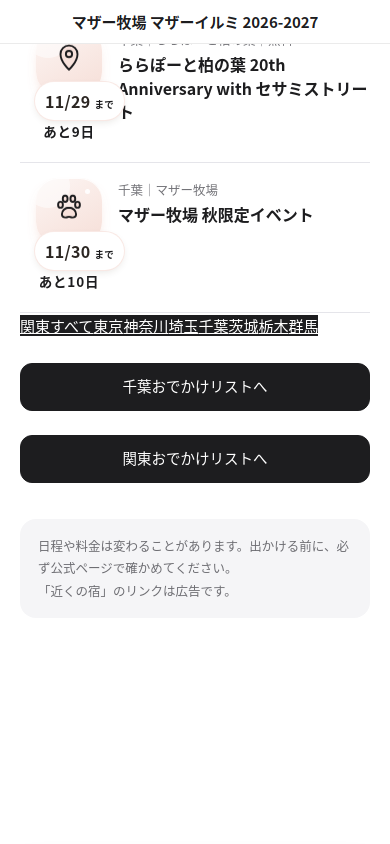 マザー牧場 マザーイルミ 2026-2027
ららぽーと柏の葉 20th
Anniversary with セサミストリー
ト
11/29 まで
あと9日
千葉｜マザー牧場
マザー牧場 秋限定イベント
11/30 まで
あと10日
関東すべて東京神奈川埼玉千葉茨城栃木群馬
千葉おでかけリストへ
関東おでかけリストへ
日程や料金は変わることがあります。出かける前に、必
ず公式ページで確かめてください。
「近くの宿」のリンクは広告です。